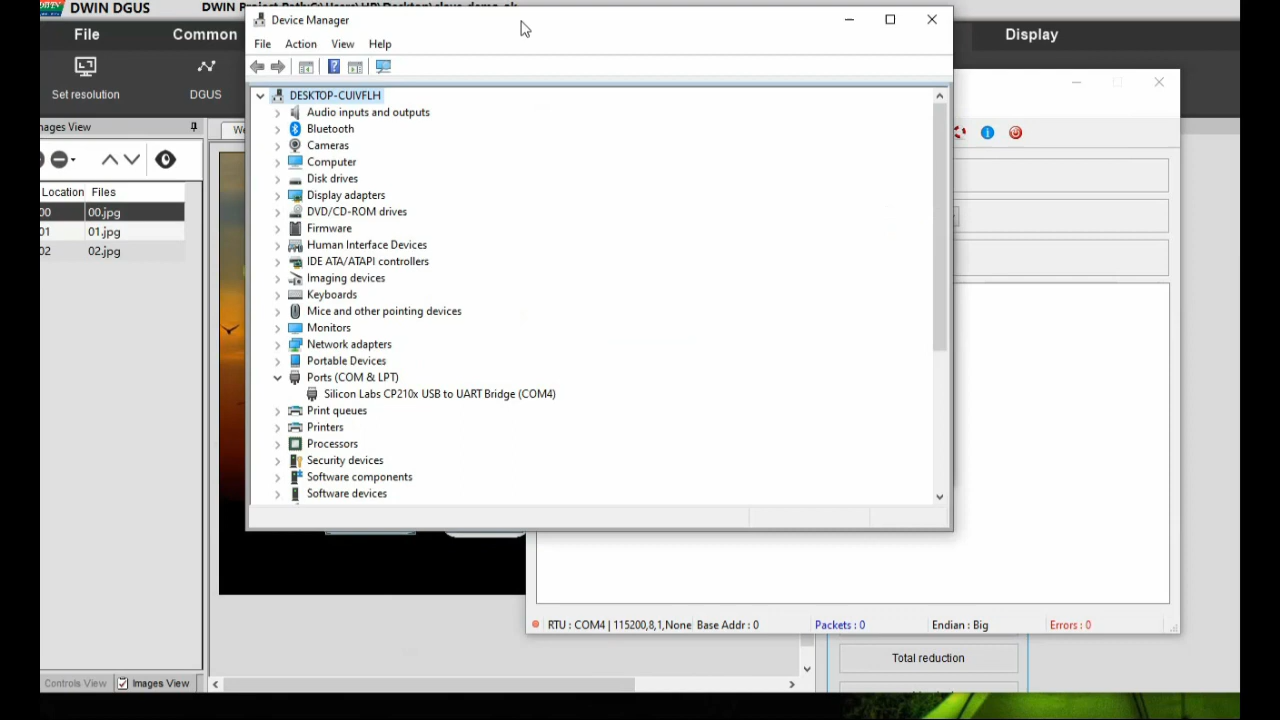 DWIN DGUS
Device Manager
File
Common
Display
File Action View Help
Set resolution
DGUS
DESKTOP-CUIVFLH
Audio inputs and outputs
Bluetooth
Cameras
Computer
Disk drives
Display adapters
DVD/CD-ROM drives
Firmware
Human Interface Devices
IDE ATA/ATAPI controllers
Imaging devices
Keyboards
Mice and other pointing devices
Monitors
Network adapters
Portable Devices
Ports (COM & LPT)
Silicon Labs CP210x USB to UART Bridge (COM4)
Print queues
Printers
Processors
Security devices
Software components
Software devices
mages View
Location Files
00 00.jpg
01 01.jpg
02 02.jpg
RTU : COM4 | 115200,8,1,None Base Addr : 0 Packets : 0 Endian : Big Errors : 0
Total reduction
Controls View Images View